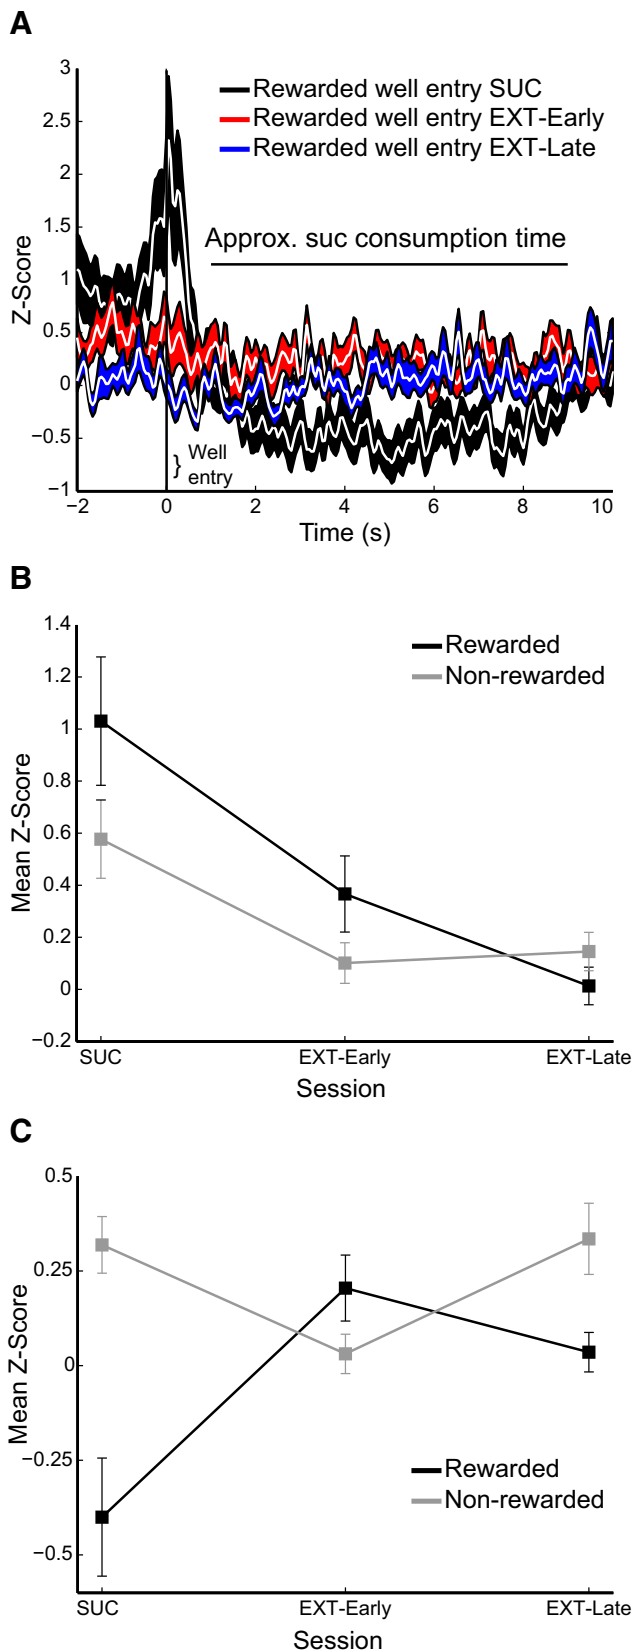 A
3
2.5
2
1.5
1
0.5
0
−0.5
−1
Z-Score
Rewarded well entry SUC
Rewarded well entry EXT-Early
Rewarded well entry EXT-Late
Approx. suc consumption time
} Well
entry
−2 0 2 4 6 8 10
Time (s)
B
1.4
1.2
1
0.8
0.6
0.4
0.2
0
−0.2
Mean Z-Score
Rewarded
Non-rewarded
SUC EXT-Early EXT-Late
Session
C
0.5
0.25
0
−0.25
−0.5
Mean Z-Score
Rewarded
Non-rewarded
SUC EXT-Early EXT-Late
Session